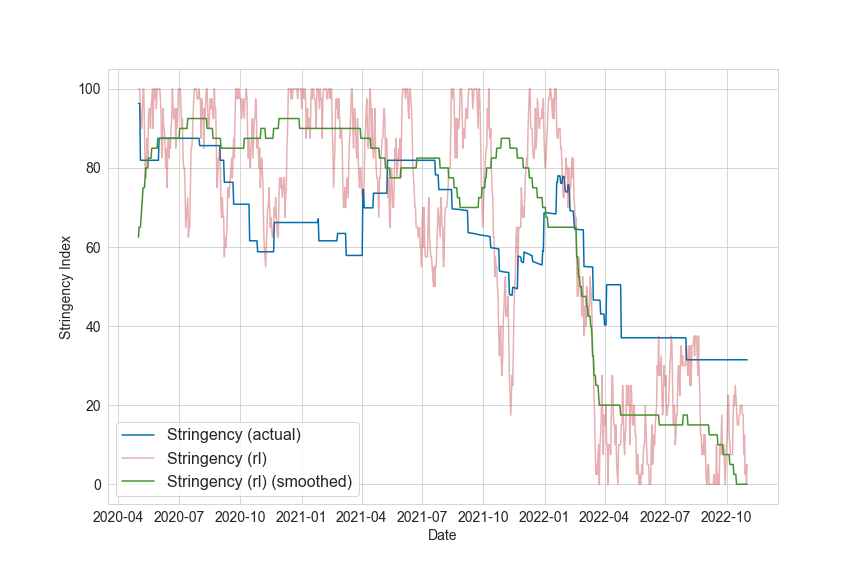 100
80
60
40
20
0
Stringency Index
Stringency (actual)
Stringency (rl)
Stringency (rl) (smoothed)
2020-04 2020-07 2020-10 2021-01 2021-04 2021-07 2021-10 2022-01 2022-04 2022-07 2022-10
Date